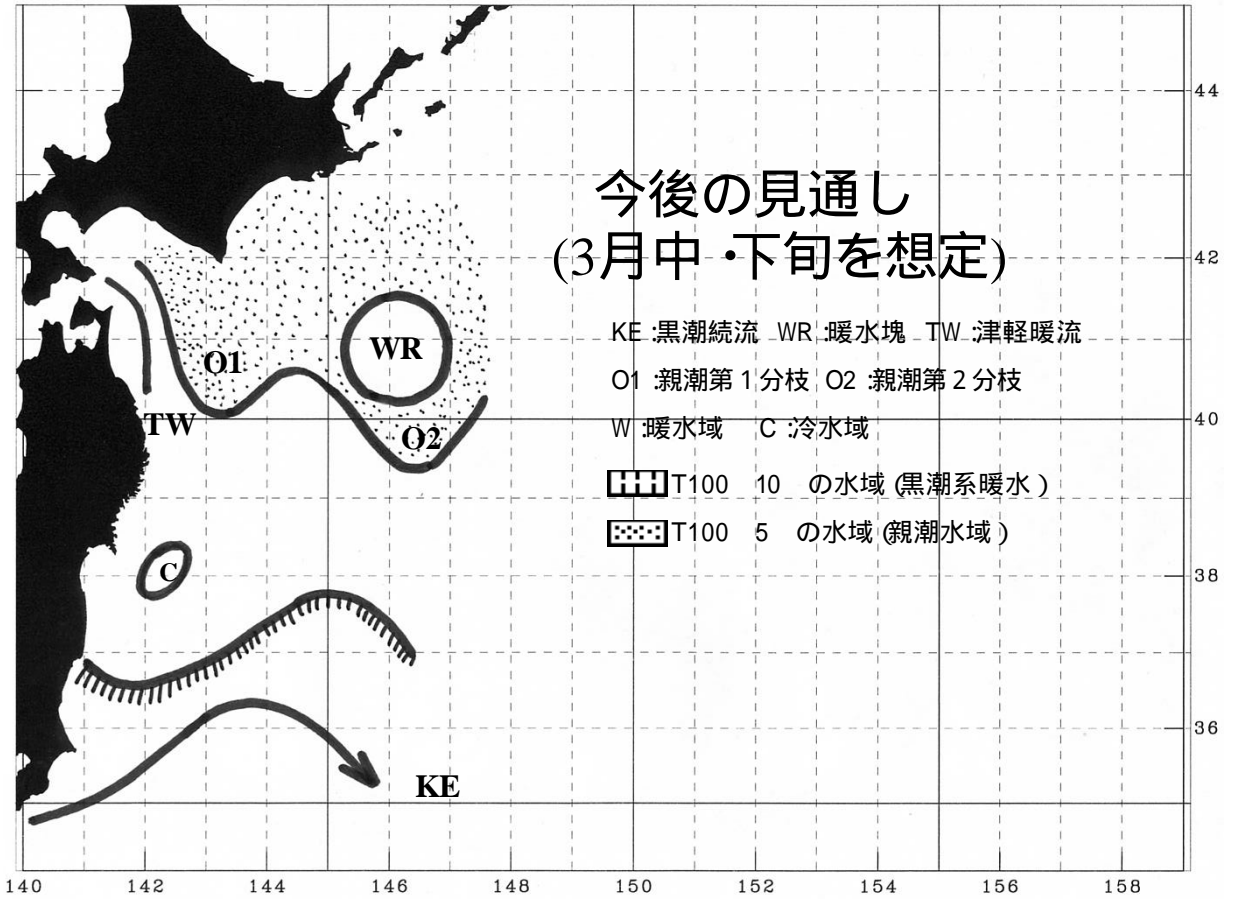 今後の見通し
(3月中・下旬を想定)
KE:黒潮続流 WR:暖水塊 TW:津軽暖流
O1:親潮第1分枝 O2:親潮第2分枝
W:暖水域 C:冷水域
T100 10 の水域(黒潮系暖水)
T100 5 の水域(親潮水域)
WR
O1
TW
O2
C
KE
44
42
40
38
36
140 142 144 146 148 150 152 154 156 158